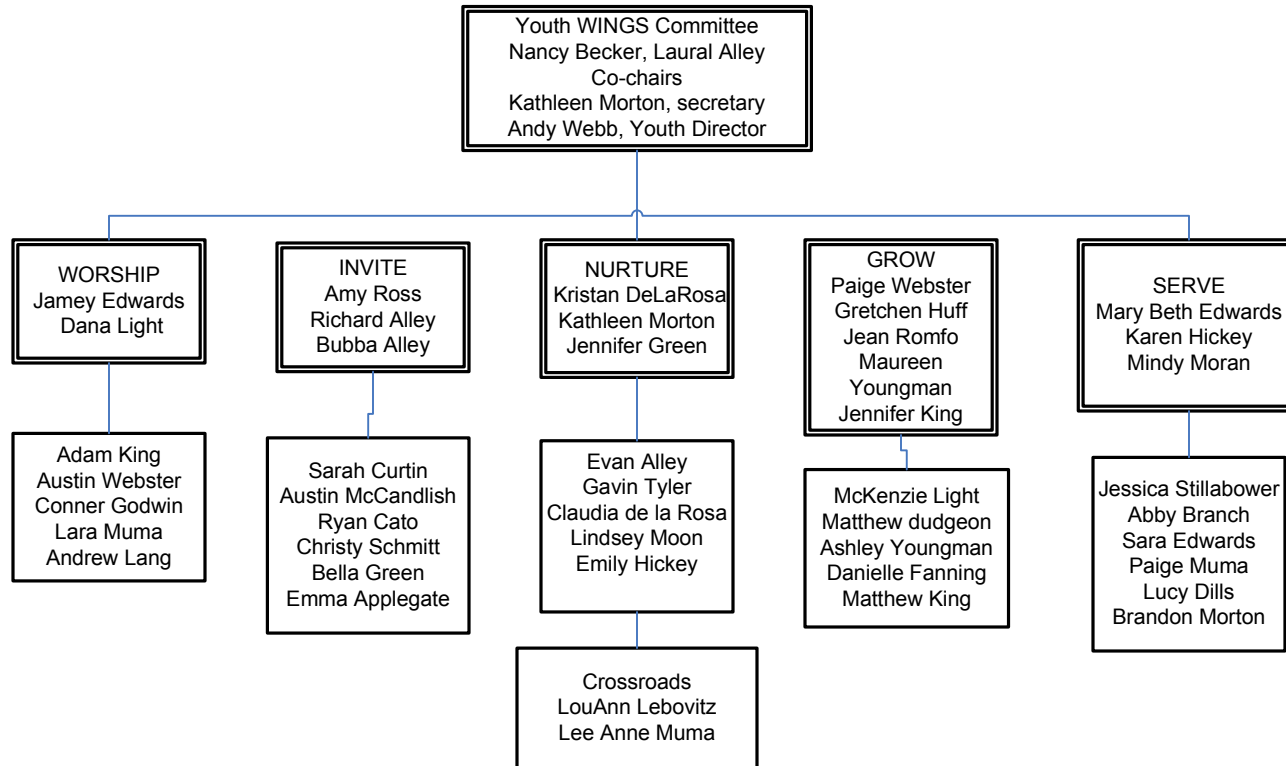 Youth WINGS Committee
Nancy Becker, Laural Alley
Co-chairs
Kathleen Morton, secretary
Andy Webb, Youth Director
WORSHIP
Jamey Edwards
Dana Light
INVITE
Amy Ross
Richard Alley
Bubba Alley
NURTURE
Kristan DeLaRosa
Kathleen Morton
Jennifer Green
GROW
Paige Webster
Gretchen Huff
Jean Romfo
Maureen
Youngman
Jennifer King
SERVE
Mary Beth Edwards
Karen Hickey
Mindy Moran
Adam King
Austin Webster
Conner Godwin
Lara Muma
Andrew Lang
Sarah Curtin
Austin McCandlish
Ryan Cato
Christy Schmitt
Bella Green
Emma Applegate
Evan Alley
Gavin Tyler
Claudia de la Rosa
Lindsey Moon
Emily Hickey
McKenzie Light
Matthew dudgeon
Ashley Youngman
Danielle Fanning
Matthew King
Jessica Stillabower
Abby Branch
Sara Edwards
Paige Muma
Lucy Dills
Brandon Morton
Crossroads
LouAnn Lebovitz
Lee Anne Muma